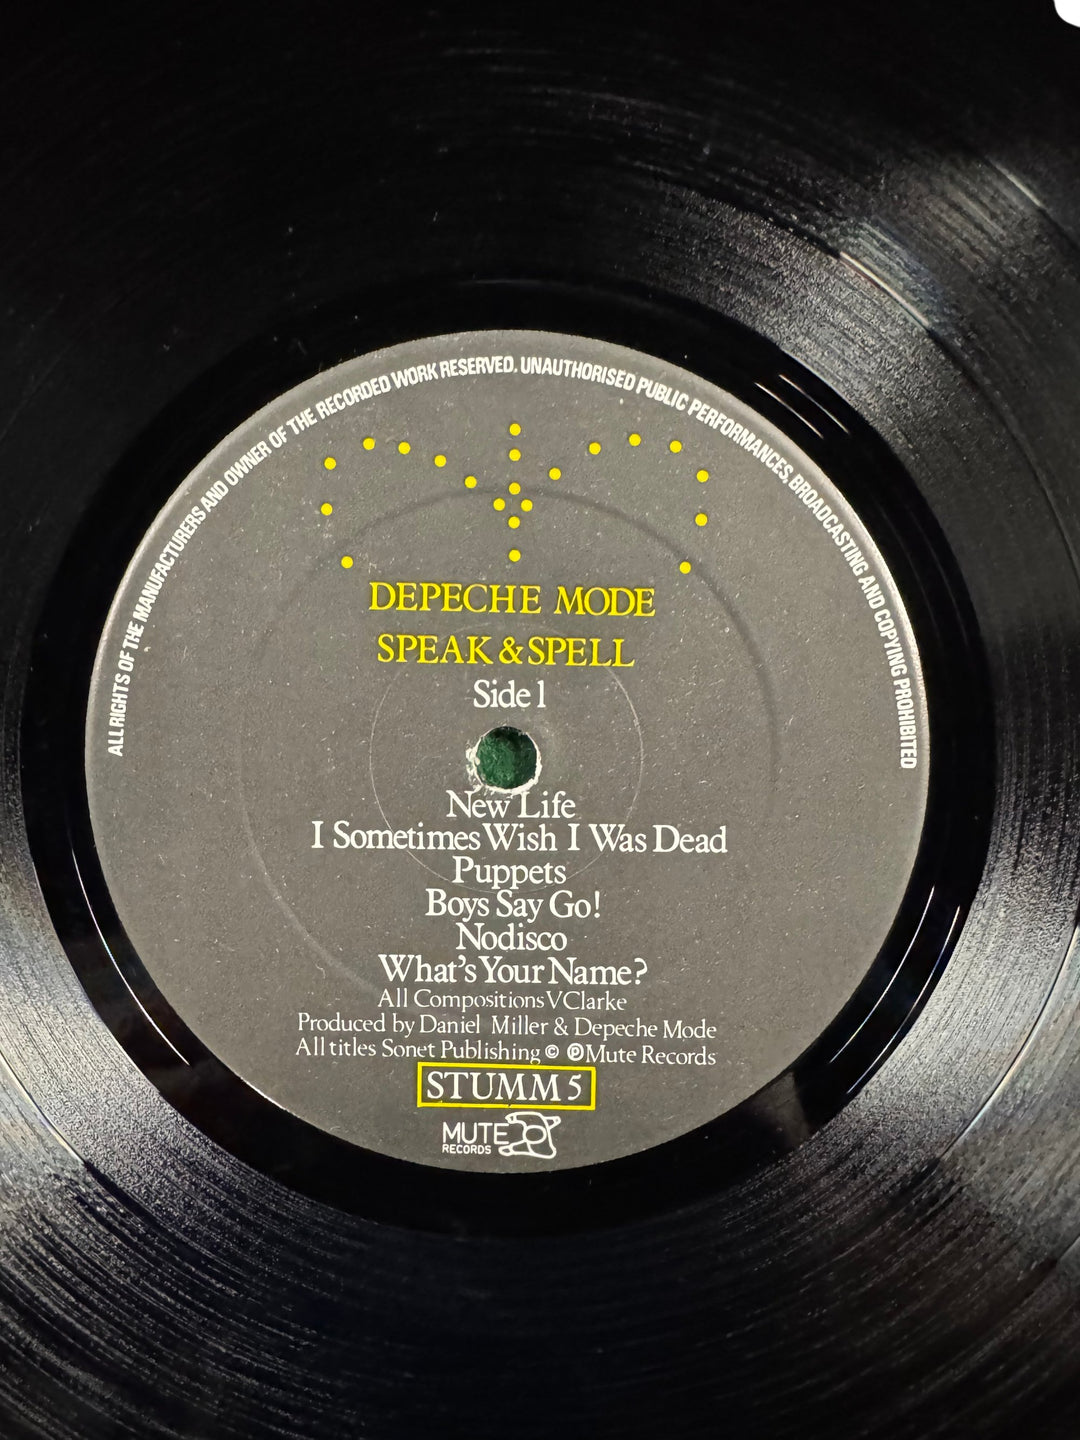 ALL RIGHTS OF THE MANUFACTURERS AND OWNER OF THE RECORDED WORK RESERVED. UNAUTHORISED PUBLIC PERFORMANCES, BROADCASTING AND COPYING PROHIBITED
DEPECHE MODE
SPEAK & SPELL
Side 1
New Life
I Sometimes Wish I Was Dead
Puppets
Boys Say Go!
Nodisco
What's Your Name?
All Compositions V Clarke
Produced by Daniel Miller & Depeche Mode
All titles Sonet Publishing © ℗ Mute Records
STUMM 5
MUTE
RECORDS